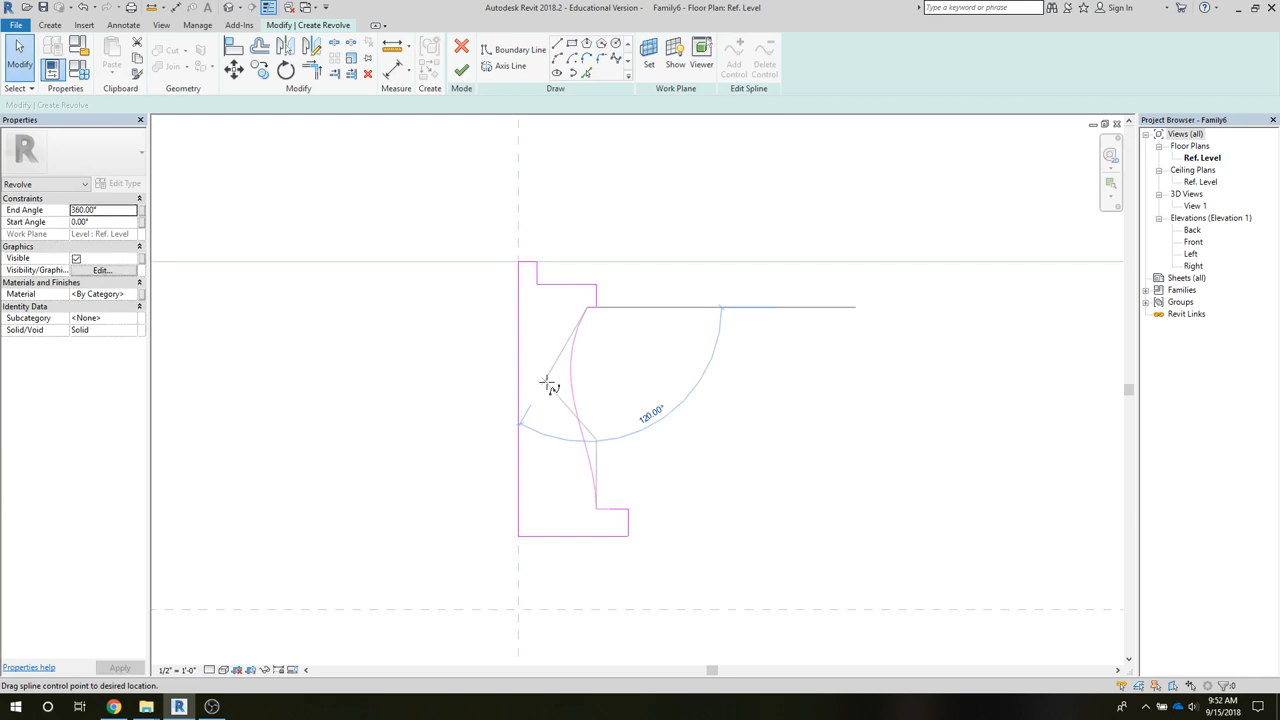 Autodesk Revit 2018.2 - Educational Version - Family6 - Floor Plan: Ref. Level
Type a keyword or phrase
Sign In
File
Create
Insert
Annotate
View
Manage
Add-Ins
Modify | Create Revolve
Modify
Paste
Cut
Join
Boundary Line
Axis Line
Set
Show
Viewer
Add Control
Delete Control
Select
Properties
Clipboard
Geometry
Modify
Measure
Create
Mode
Draw
Work Plane
Edit Spline
Modify | Create Revolve
Properties
Revolve
Edit Type
Constraints
End Angle 360.00°
Start Angle 0.00°
Work Plane Level : Ref. Level
Graphics
Visible
Visibility/Graphi... Edit...
Materials and Finishes
Material <By Category>
Identity Data
Subcategory <None>
Solid/Void Solid
Properties help
Apply
120.00°
Project Browser - Family6
Views (all)
Floor Plans
Ref. Level
Ceiling Plans
Ref. Level
3D Views
View 1
Elevations (Elevation 1)
Back
Front
Left
Right
Sheets (all)
Families
Groups
Revit Links
1/2" = 1'-0"
Drag spline control point to desired location.
:0
9:52 AM
9/15/2018